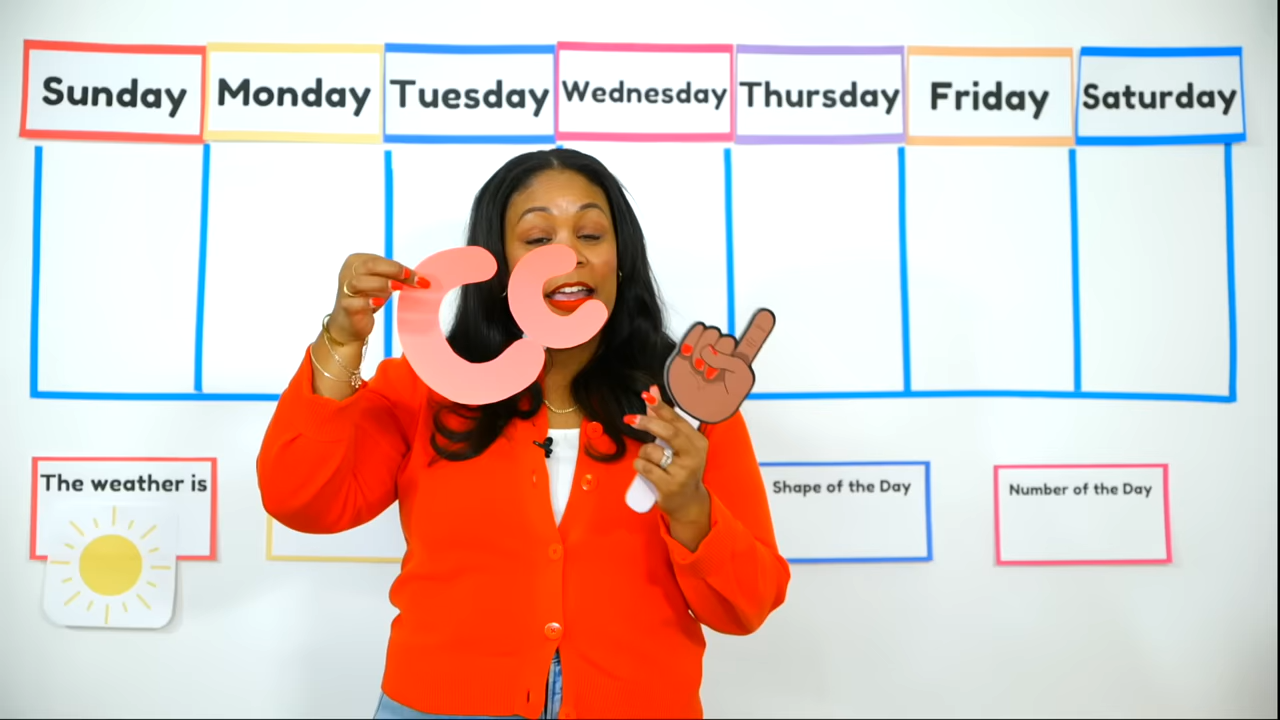 Sunday Monday Tuesday Wednesday Thursday Friday Saturday
Cc
The weather is
Shape of the Day
Number of the Day